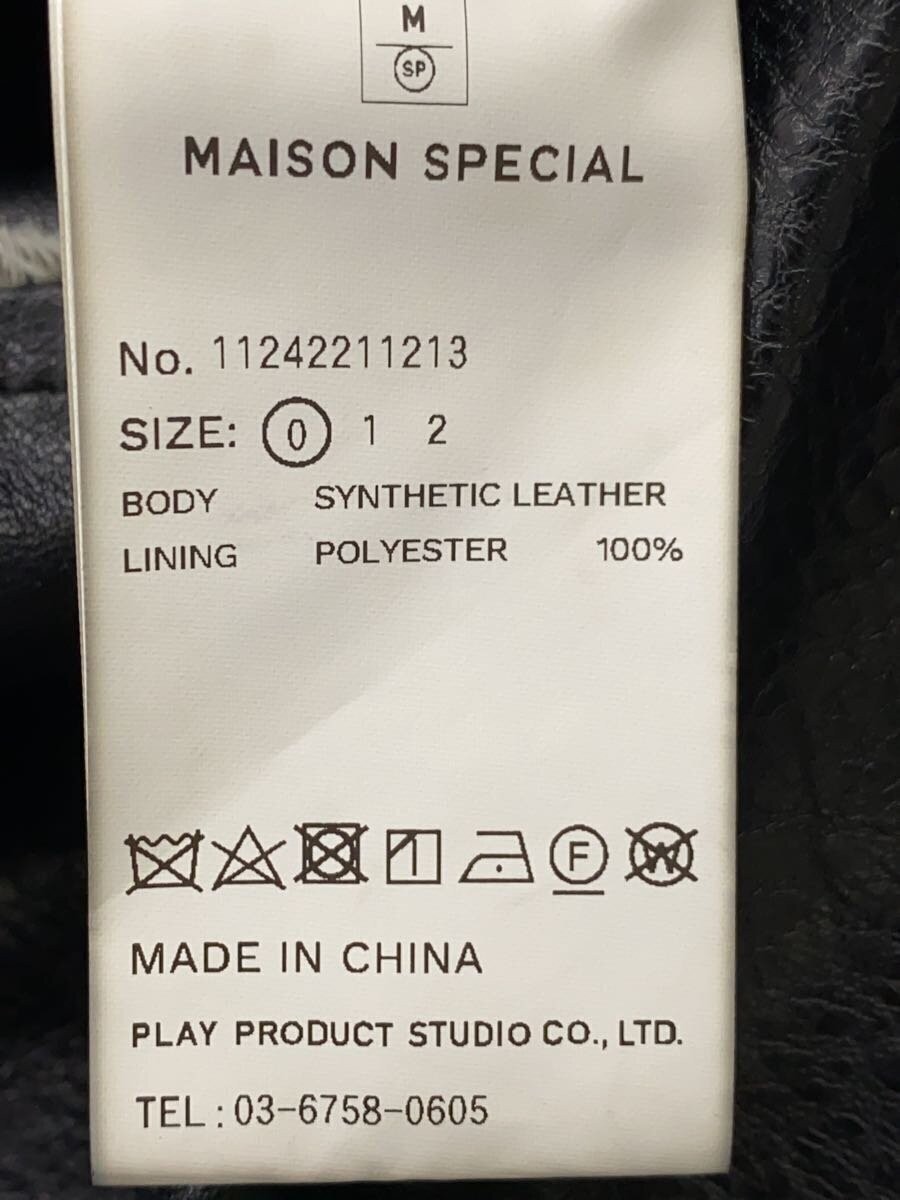 M
SP
MAISON SPECIAL
No. 11242211213
SIZE: 0 1 2
BODY SYNTHETIC LEATHER
LINING POLYESTER 100%
F W
MADE IN CHINA
PLAY PRODUCT STUDIO CO., LTD.
TEL : 03-6758-0605